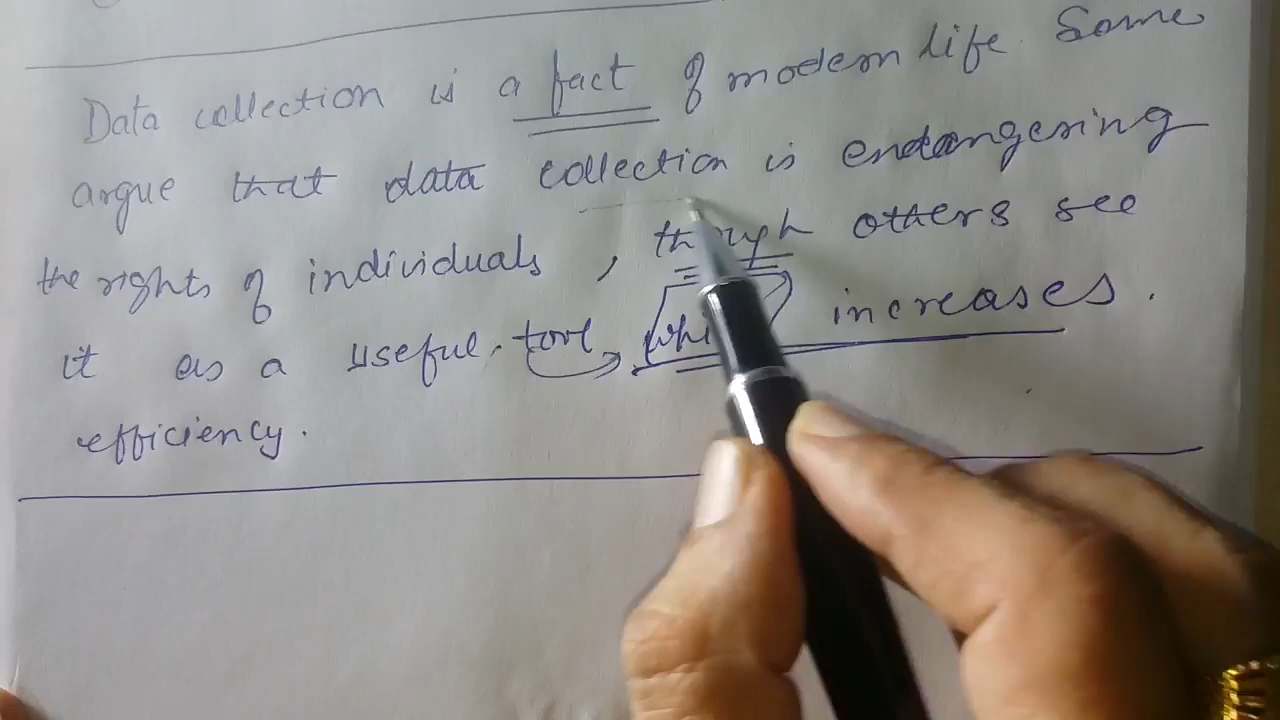 Data collection is a fact of modern life. Some
argue that data collection is endangering
the rights of individuals, though others see
it as a useful tool, increases.
efficiency.